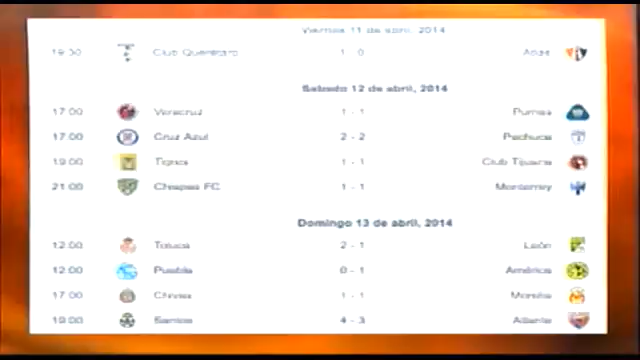 Viernes 11 de abril, 2014
19:30 Club Querétaro 1 - 0 Atlas
Sabado 12 de abril, 2014
17:00 Veracruz 1 - 1 Pumas
17:00 Cruz Azul 2 - 2 Pachuca
19:00 Tigres 1 - 1 Club Tijuana
21:00 Chiapas FC 1 - 1 Monterrey
Domingo 13 de abril, 2014
12:00 Toluca 2 - 1 León
12:00 Puebla 0 - 1 América
17:00 Chivas 1 - 1 Morelia
19:00 Santos 4 - 3 Atlante